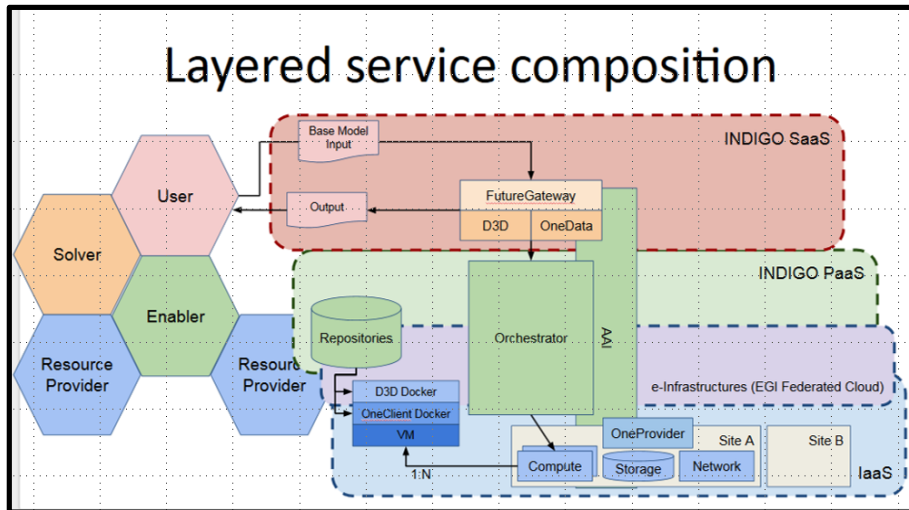 Layered service composition
Base Model
Input
INDIGO SaaS
User
FutureGateway
Output
D3D
OneData
Solver
INDIGO PaaS
Enabler
Repositories
Orchestrator
AAI
Resource
Provider
Resource
Provider
e-Infrastructures (EGI Federated Cloud)
D3D Docker
OneClient Docker
VM
OneProvider
Site A
Site B
Compute
Storage
Network
1:N
IaaS